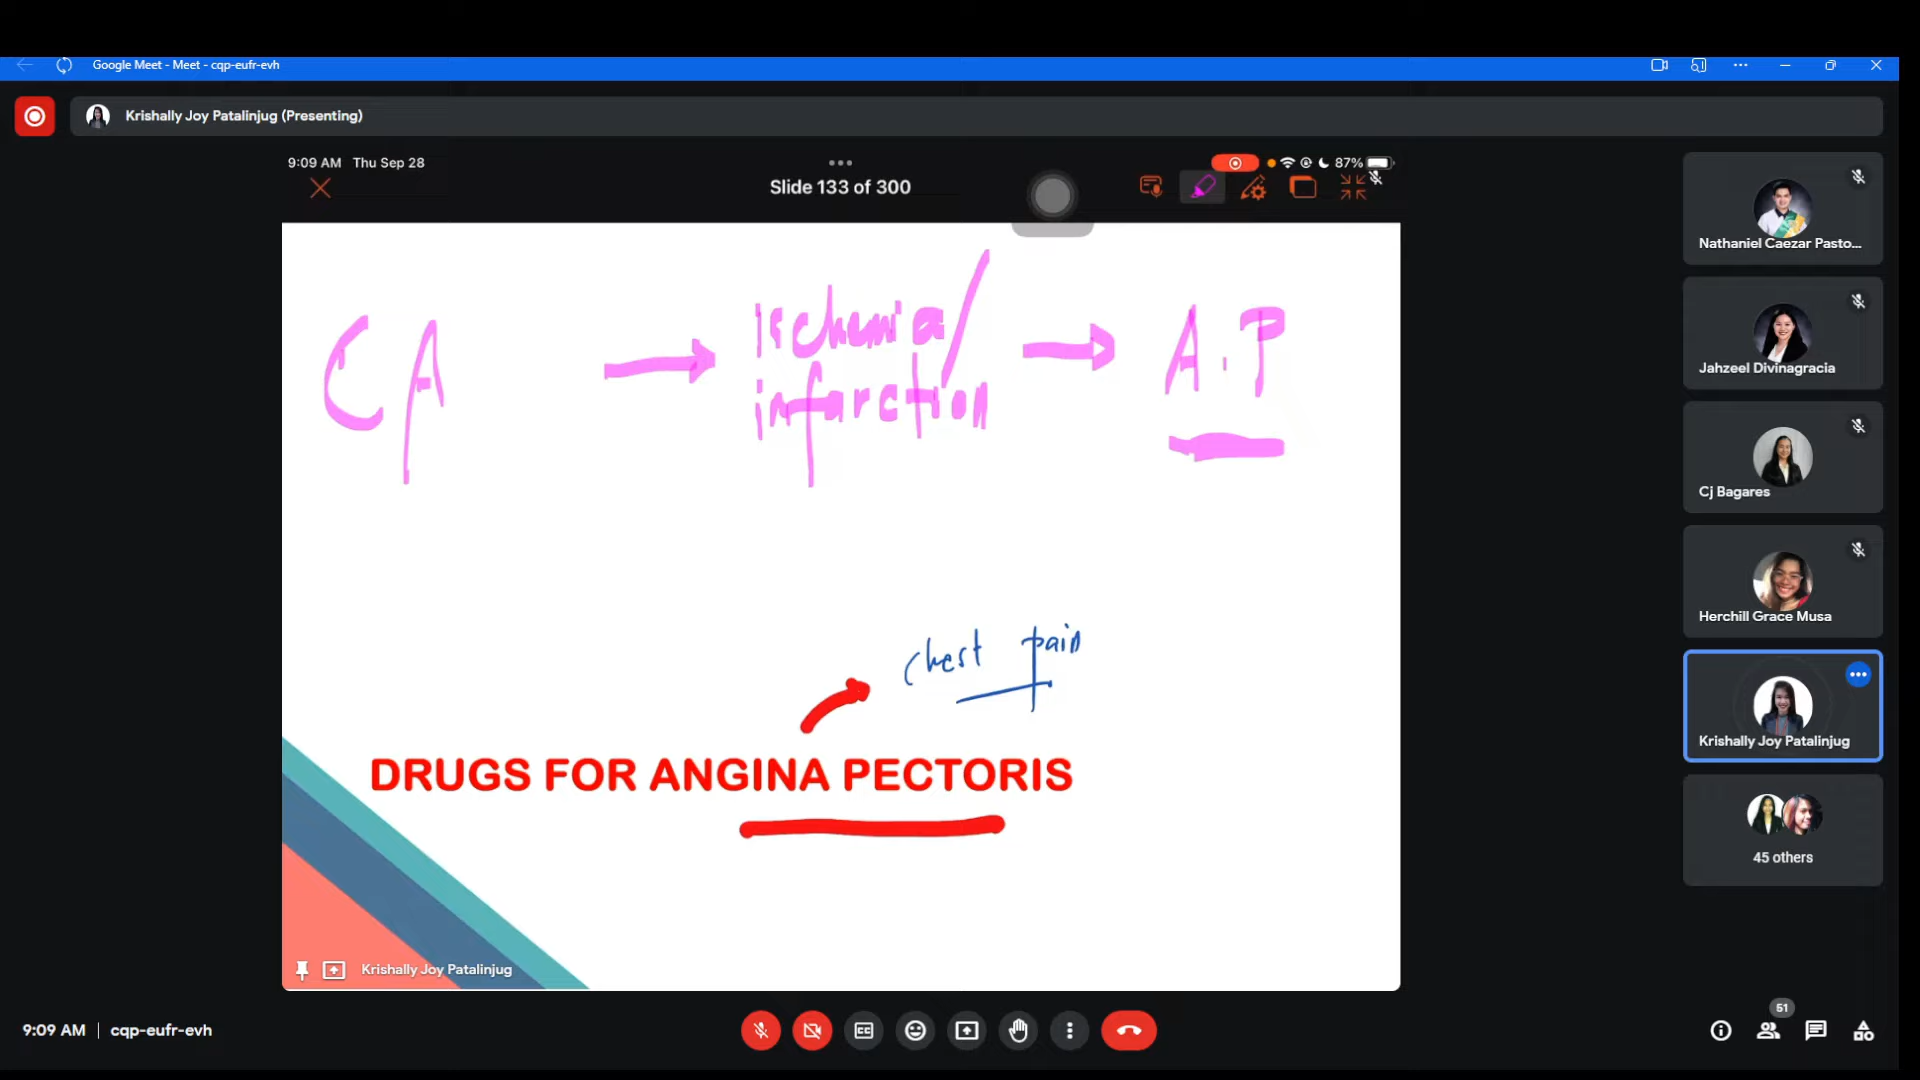 Google Meet - Meet - cqp-eufr-evh
Krishally Joy Patalinjug (Presenting)
9:09 AM Thu Sep 28
87%
Slide 133 of 300
CA → Ischemia/ → A.P
infarction
chest pain
DRUGS FOR ANGINA PECTORIS
Krishally Joy Patalinjug
Nathaniel Caezar Pasto...
Jahzeel Divinagracia
Cj Bagares
Herchill Grace Musa
Krishally Joy Patalinjug
45 others
9:09 AM | cqp-eufr-evh
51